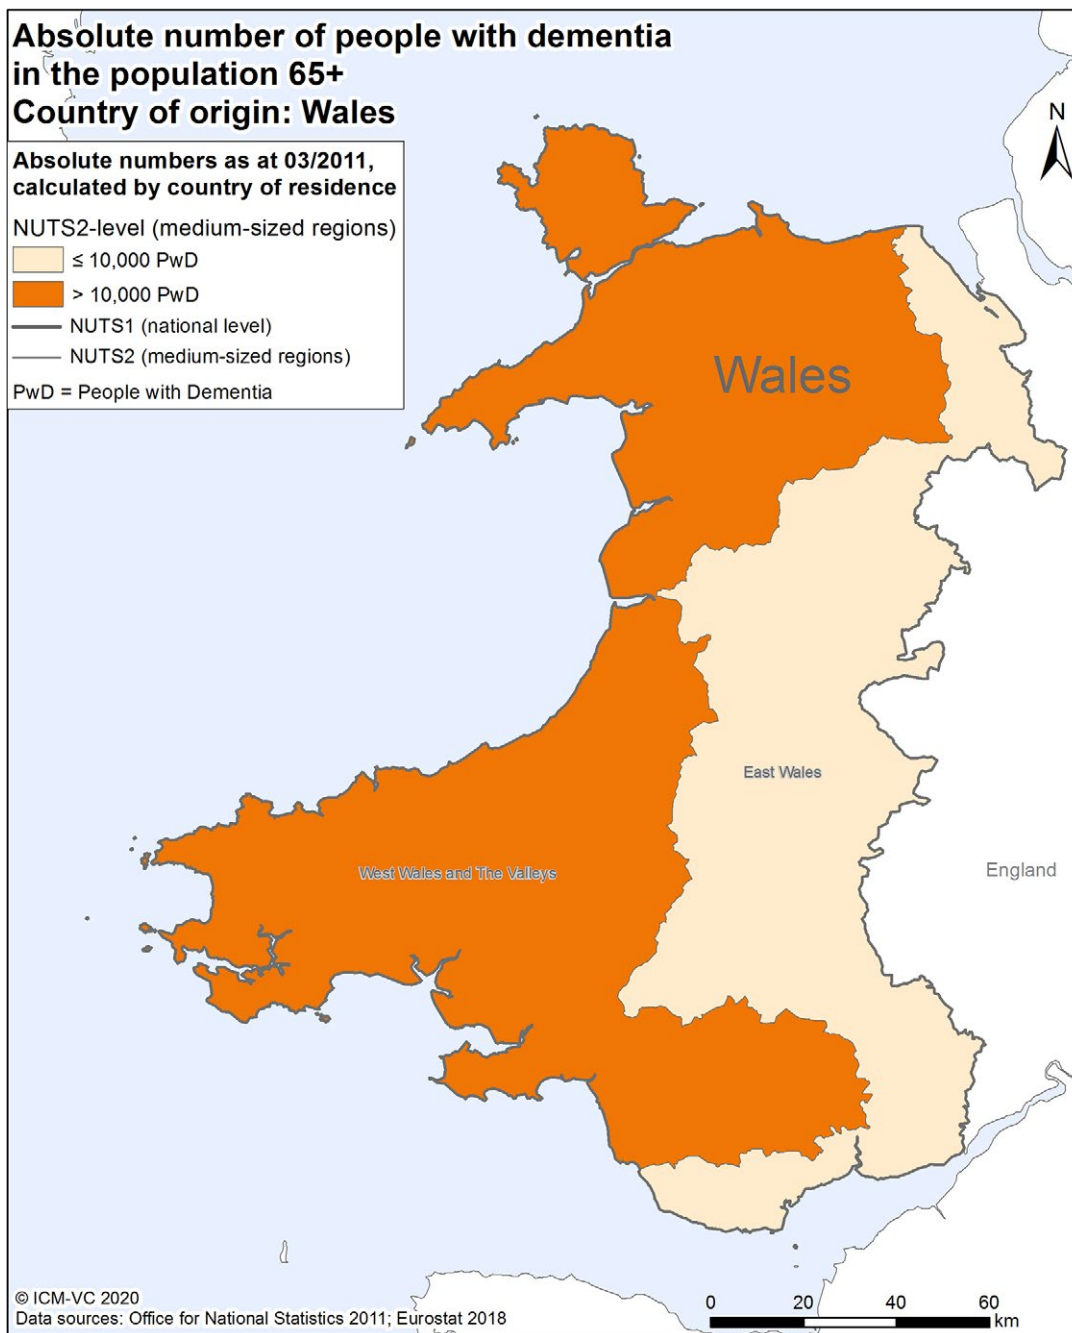 Absolute number of people with dementia
in the population 65+
Country of origin: Wales
Absolute numbers as at 03/2011,
calculated by country of residence
NUTS2-level (medium-sized regions)
≤ 10,000 PwD
> 10,000 PwD
NUTS1 (national level)
NUTS2 (medium-sized regions)
PwD = People with Dementia
N
Wales
East Wales
West Wales and The Valleys
England
© ICM-VC 2020
Data sources: Office for National Statistics 2011; Eurostat 2018
0 20 40 60
km